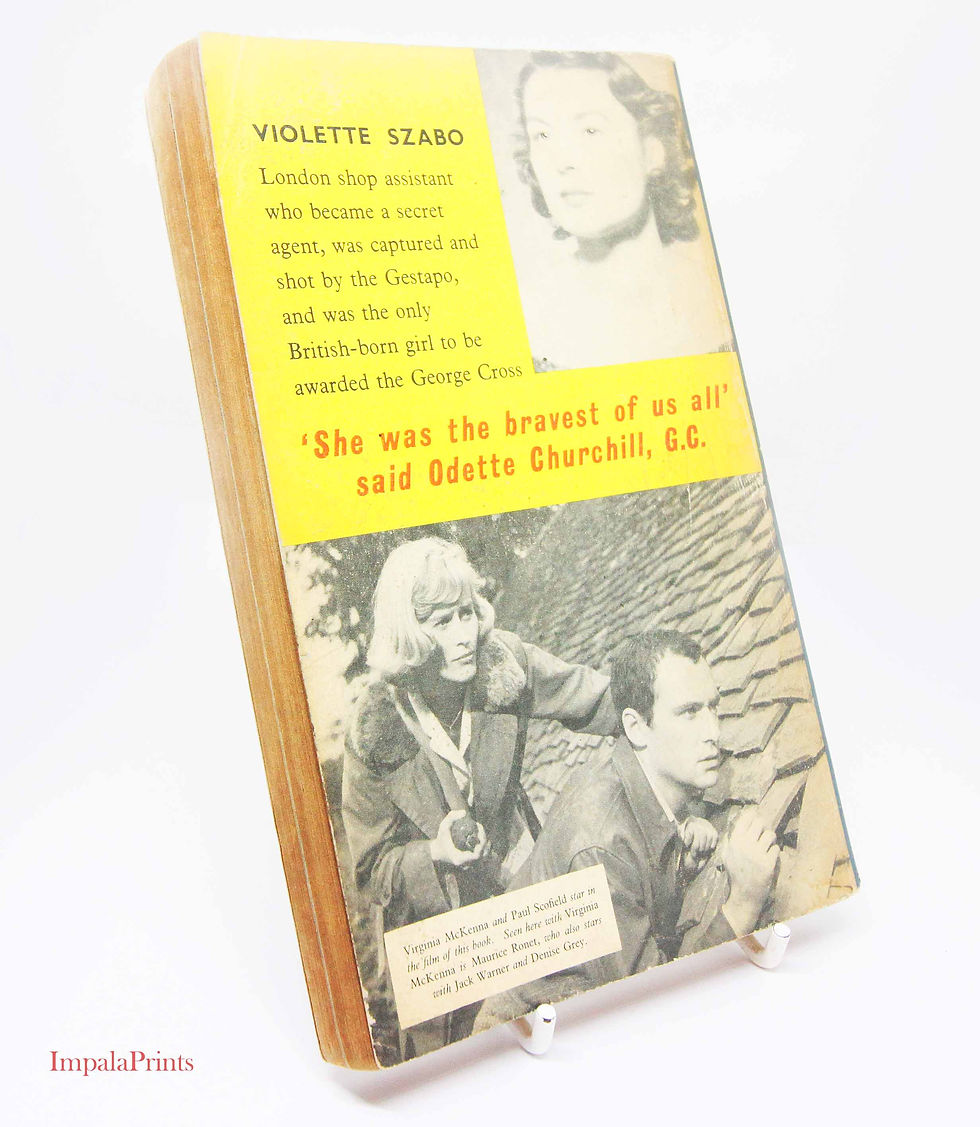 VIOLETTE SZABO
London shop assistant
who became a secret
agent, was captured and
shot by the Gestapo,
and was the only
British-born girl to be
awarded the George Cross
‘She was the bravest of us all’
said Odette Churchill, G.C.
Virginia McKenna and Paul Scofield star in
the film of this book. Seen here with Virginia
McKenna is Maurice Ronet, who also stars
with Jack Warner and Denise Grey.
ImpalaPrints